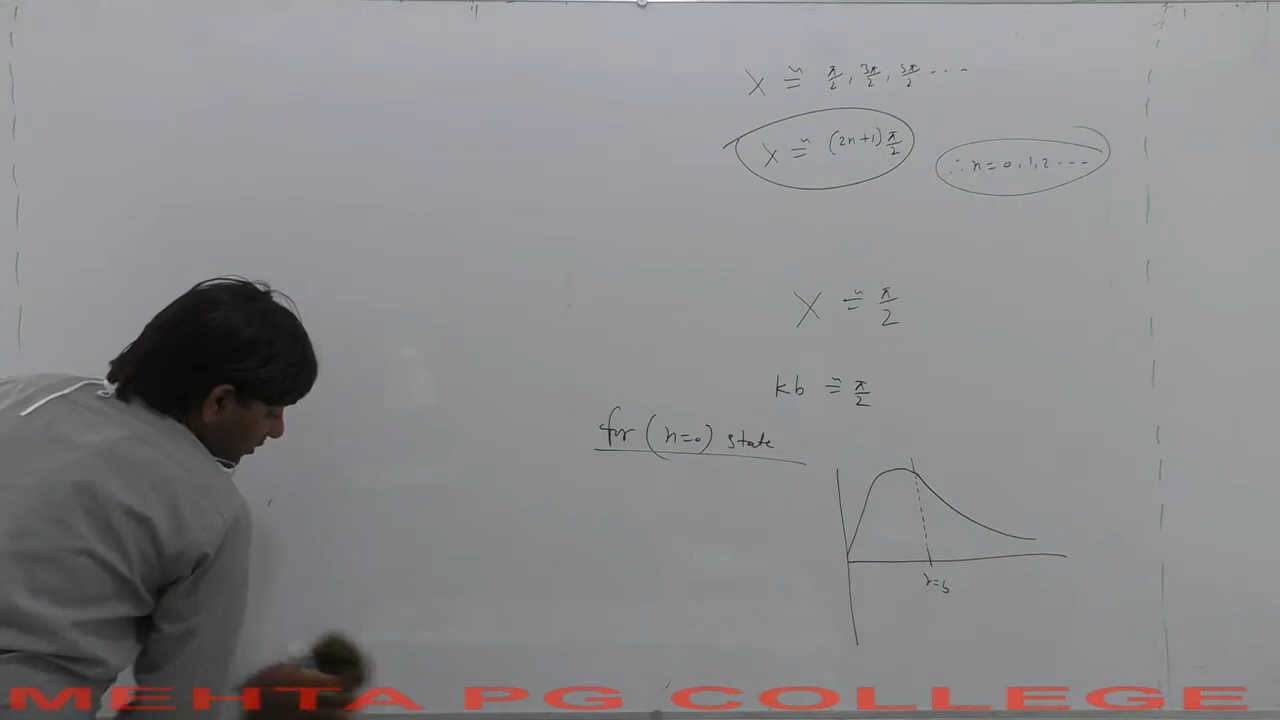 X ≅ π/2, 3π/2, 5π/2 ....
X ≅ (2n+1) π/2
∴ n = 0, 1, 2 ....
X ≅ π/2
kb ≅ π/2
for (n=0) state
r=b
MEHTA PG COLLEGE